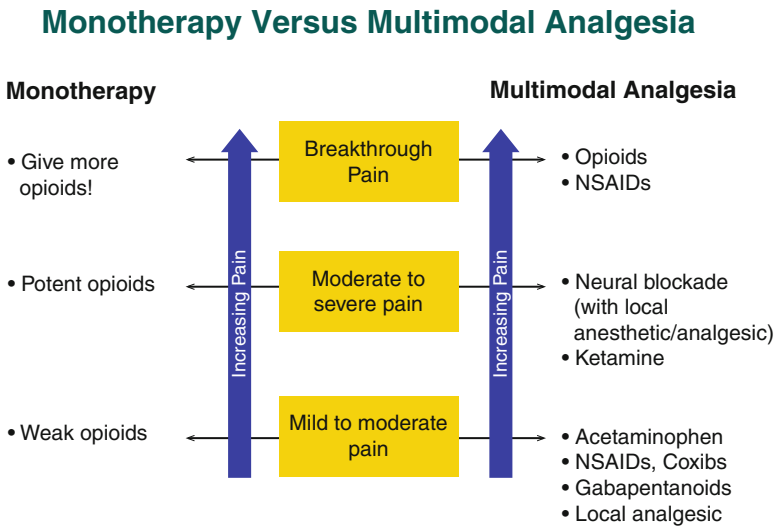 Monotherapy Versus Multimodal Analgesia
Monotherapy
Multimodal Analgesia
• Give more
opioids!
Breakthrough
Pain
• Opioids
• NSAIDs
• Potent opioids
Increasing Pain
Moderate to
severe pain
Increasing Pain
• Neural blockade
(with local
anesthetic/analgesic)
• Ketamine
• Weak opioids
Mild to moderate
pain
• Acetaminophen
• NSAIDs, Coxibs
• Gabapentanoids
• Local analgesic